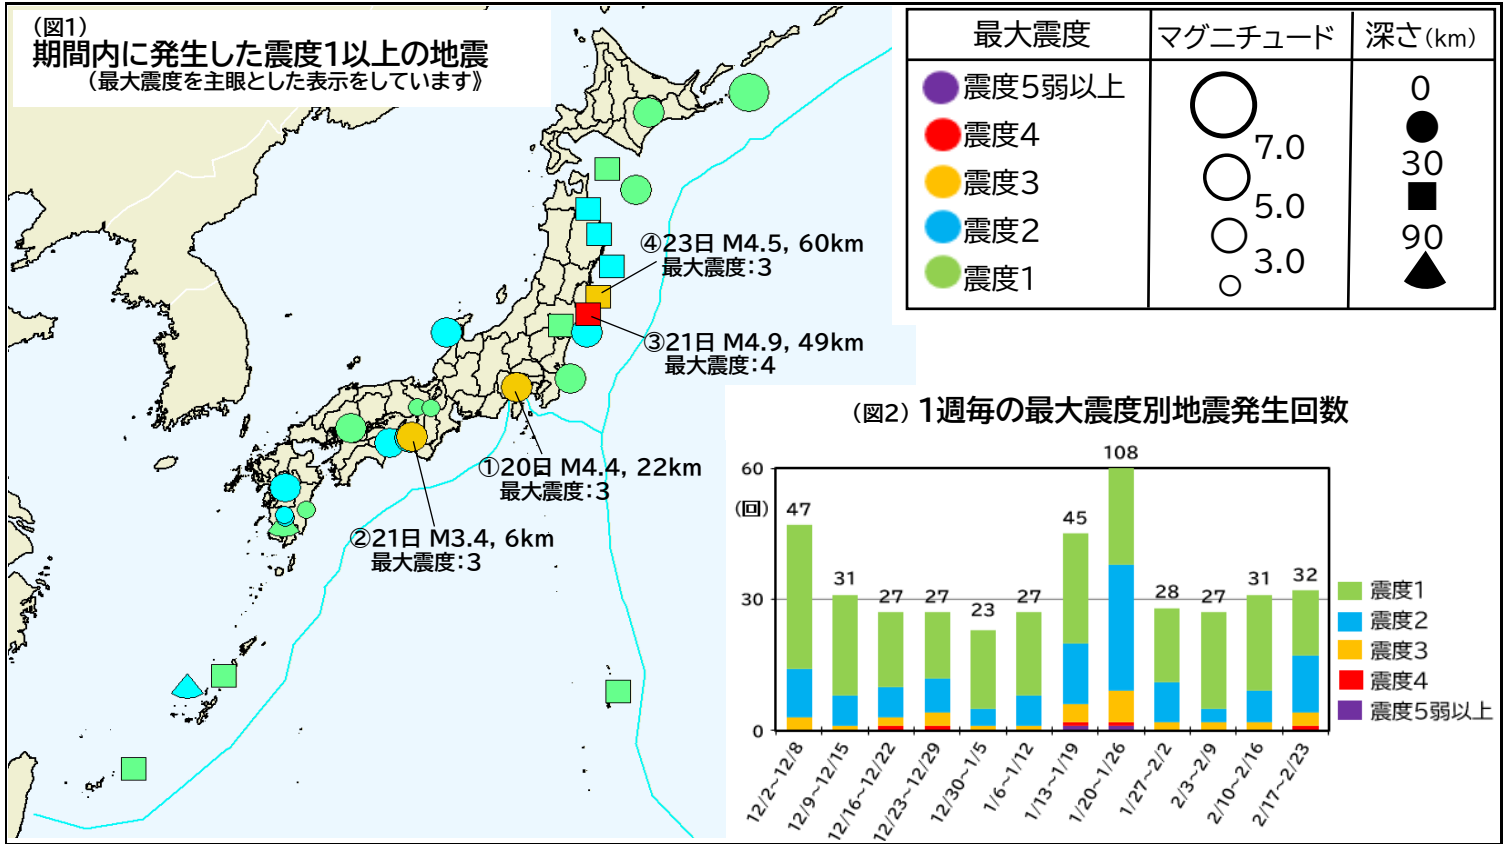 (図1)
期間内に発生した震度1以上の地震
(最大震度を主眼とした表示をしています》
最大震度
マグニチュード
深さ(km)
震度5弱以上
震度4
震度3
震度2
震度1
7.0
5.0
3.0
0
30
90
④23日 M4.5, 60km
最大震度:3
③21日 M4.9, 49km
最大震度:4
①20日 M4.4, 22km
最大震度:3
②21日 M3.4, 6km
最大震度:3
(図2) 1週毎の最大震度別地震発生回数
60
(回)
30
0
47
31
27
27
23
27
45
108
28
27
31
32
12/2~12/8
12/9~12/15
12/16~12/22
12/23~12/29
12/30~1/5
1/6~1/12
1/13~1/19
1/20~1/26
1/27~2/2
2/3~2/9
2/10~2/16
2/17~2/23
震度1
震度2
震度3
震度4
震度5弱以上